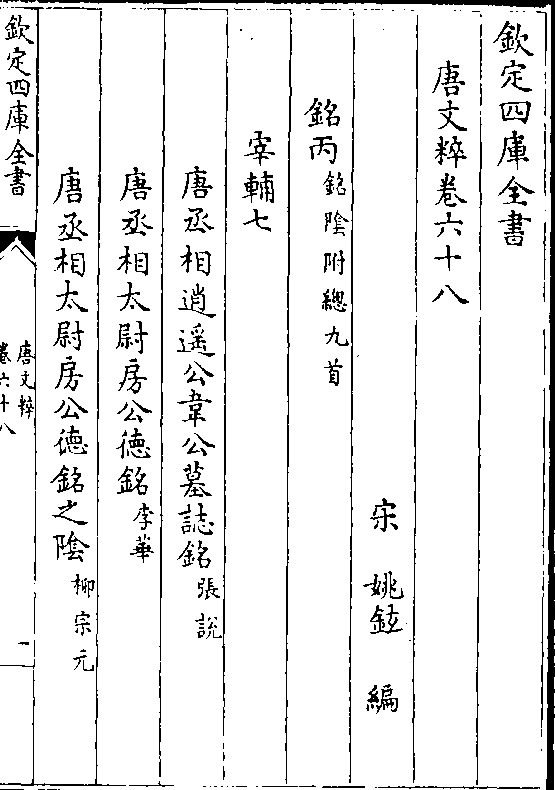 欽定四庫全書
唐文粹卷六十八
宋 姚鉉 編
銘丙銘陰附總九首
宰輔七
唐丞相逍遥公韋公墓誌銘張説
唐丞相太尉房公德銘李華
唐丞相太尉房公德銘之陰柳宗元
欽定四庫全書
唐文粹
卷六十八
一